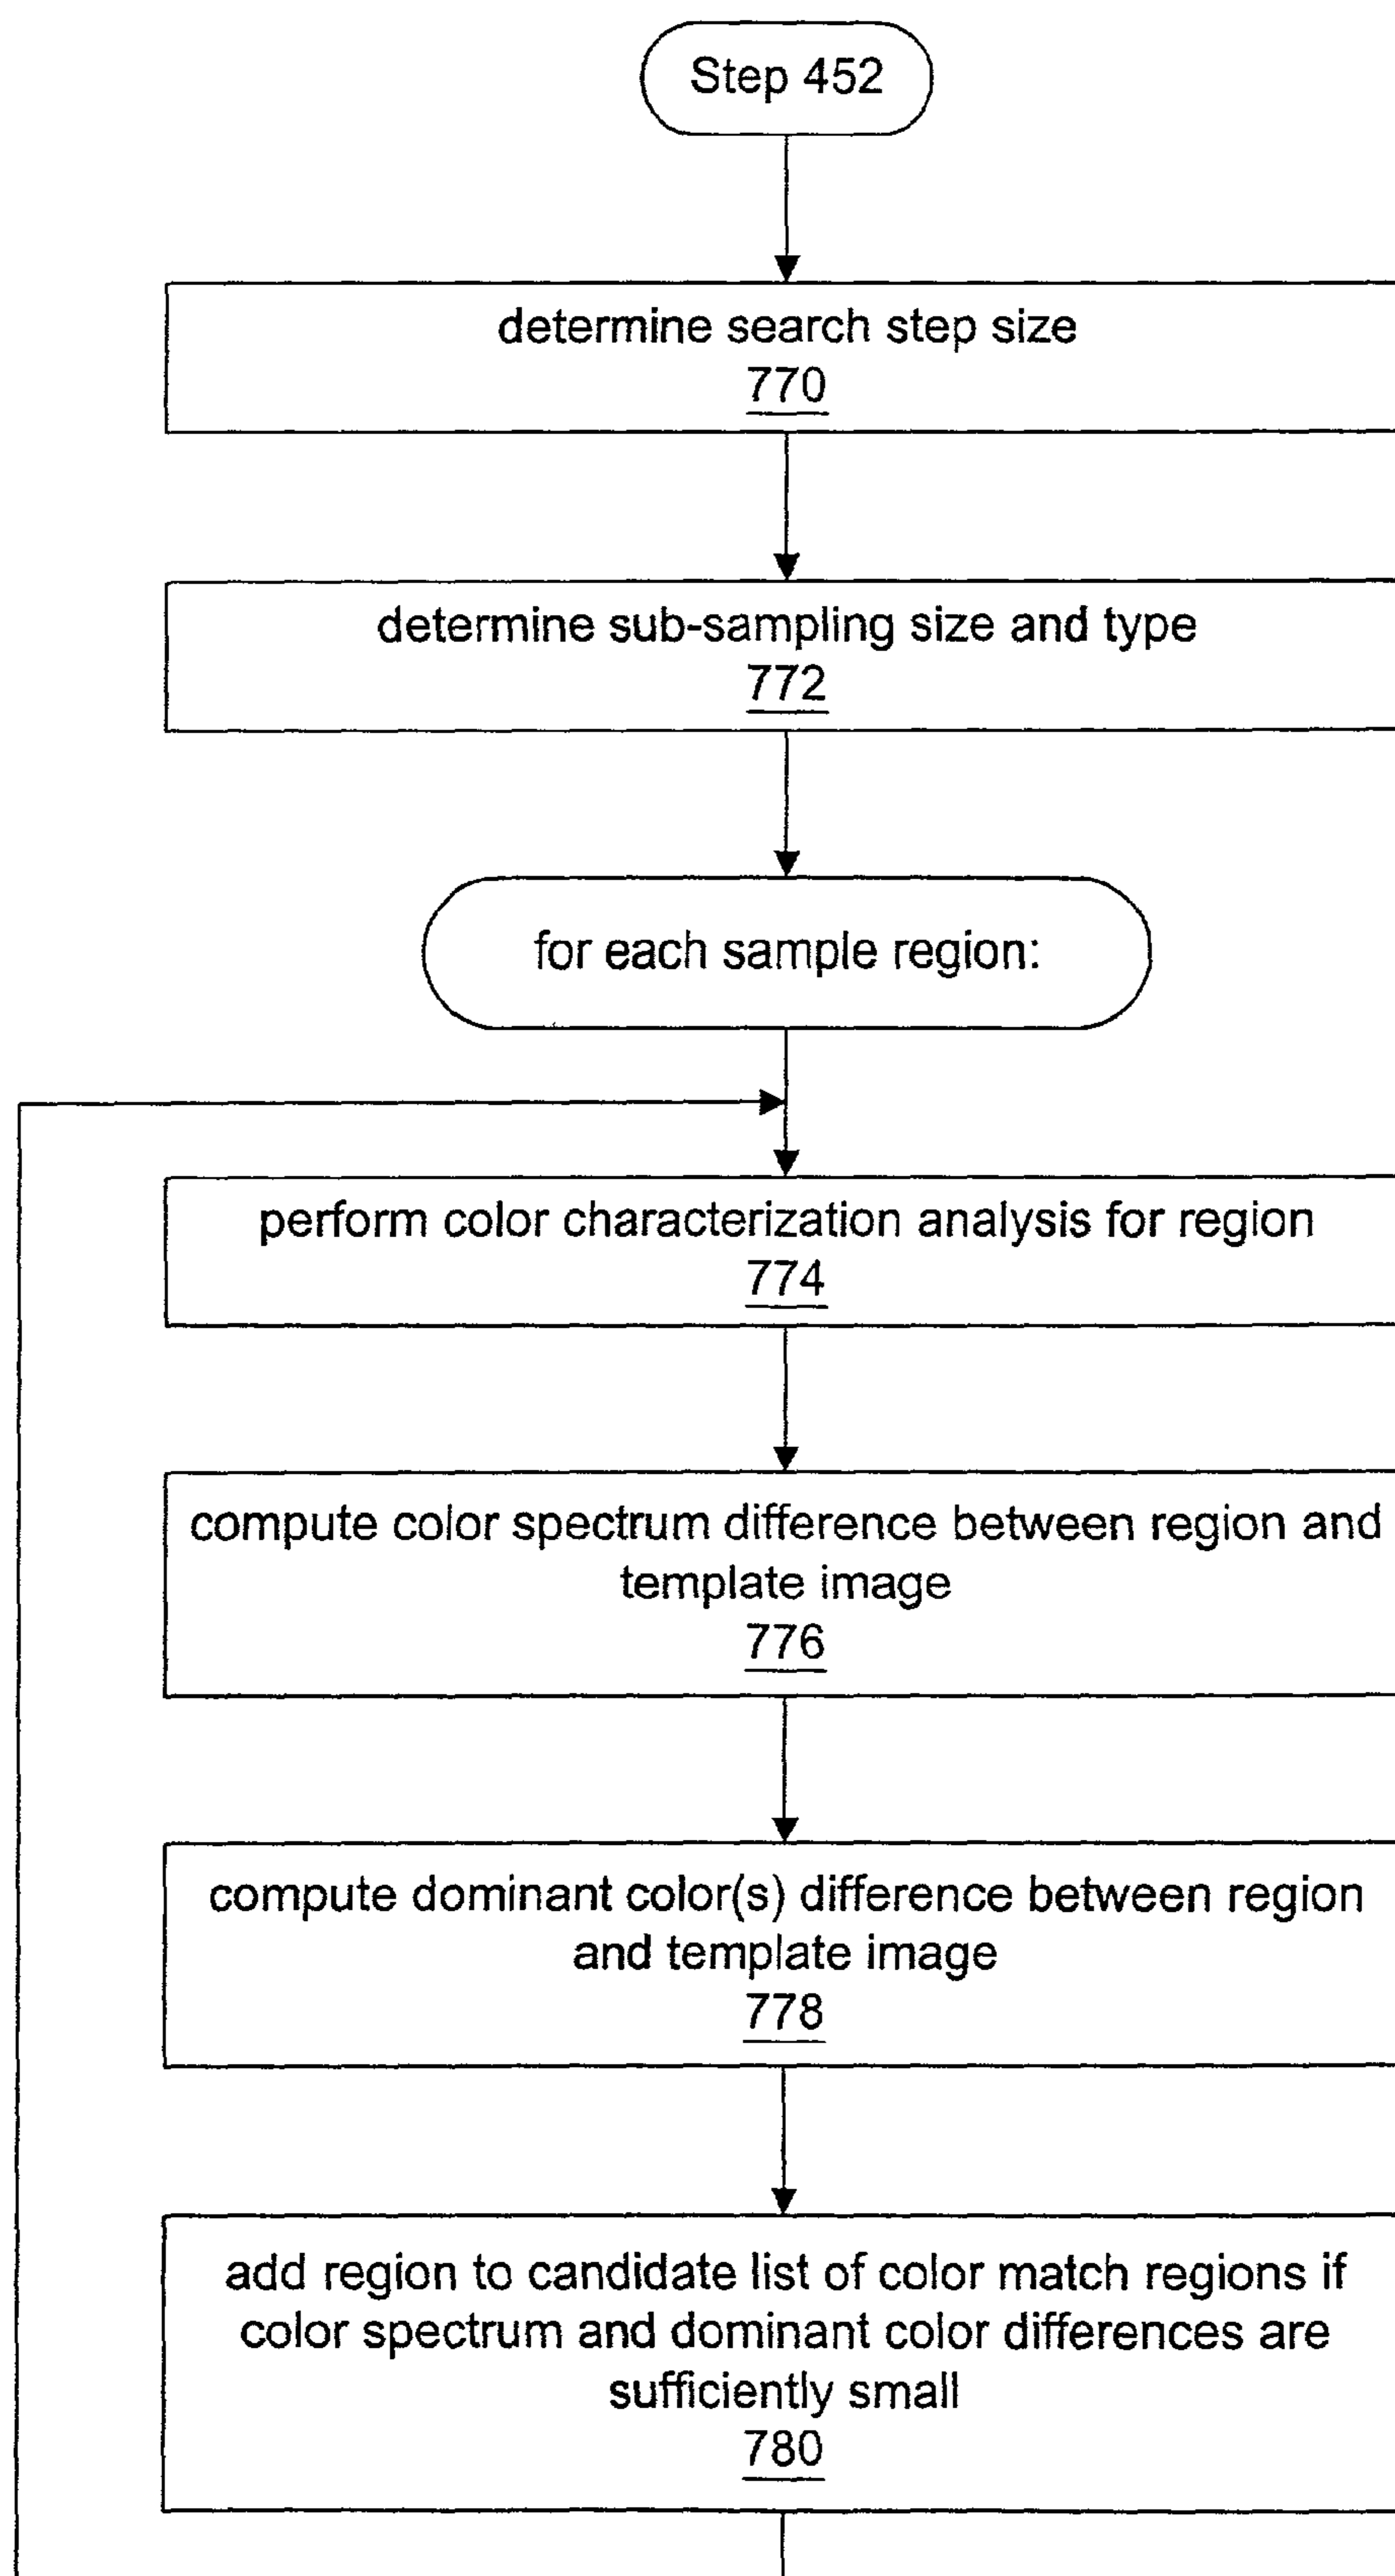 Step 452
determine search step size
770
determine sub-sampling size and type
772
for each sample region:
perform color characterization analysis for region
774
compute color spectrum difference between region and
template image
776
compute dominant color(s) difference between region
and template image
778
add region to candidate list of color match regions if
color spectrum and dominant color differences are
sufficiently small
780